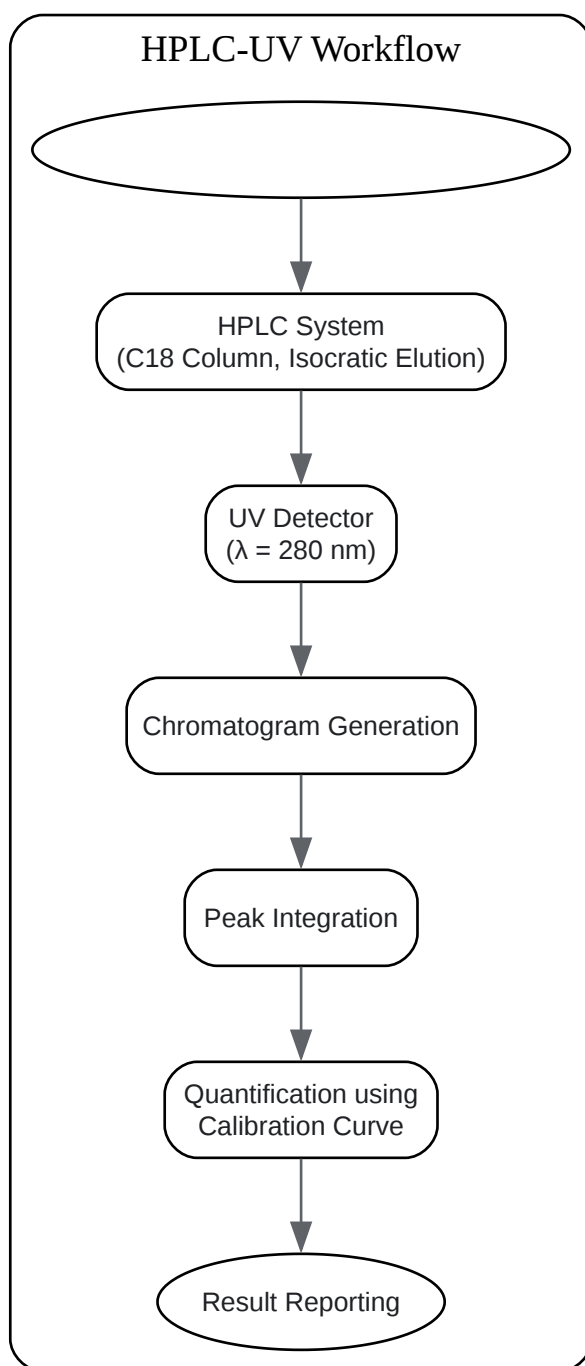 HPLC-UV Workflow
HPLC System
(C18 Column, Isocratic Elution)
UV Detector
(λ = 280 nm)
Chromatogram Generation
Peak Integration
Quantification using
Calibration Curve
Result Reporting